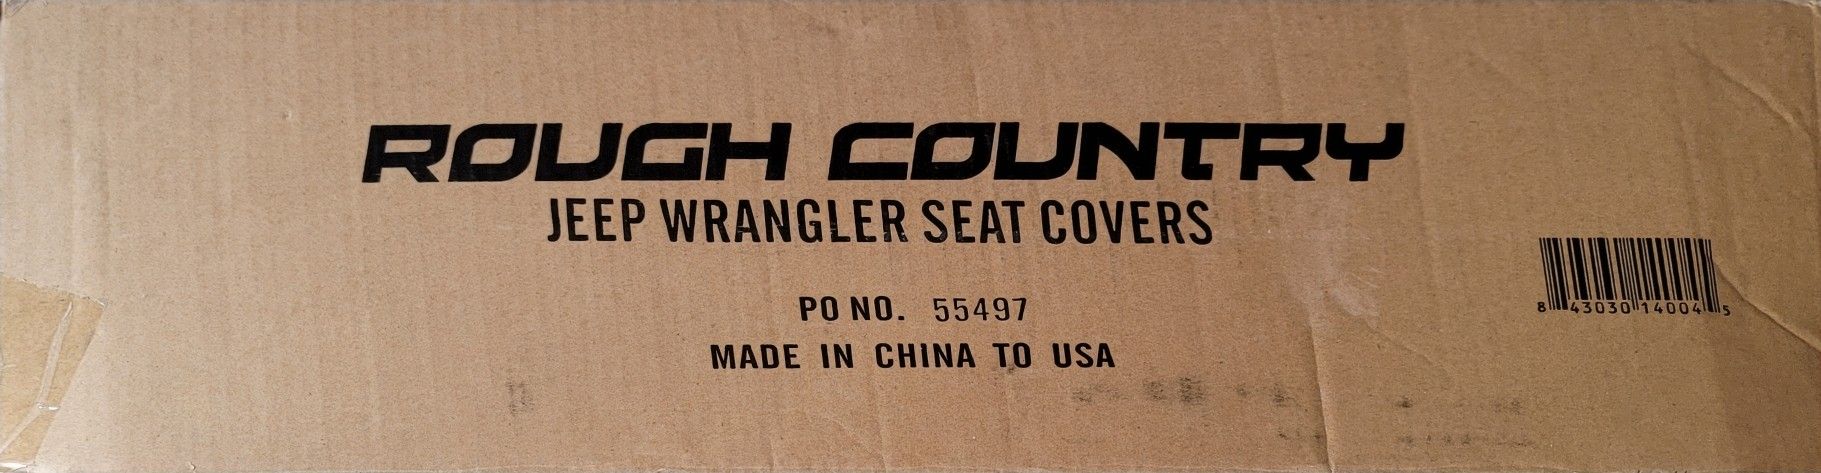 ROUGH COUNTRY
JEEP WRANGLER SEAT COVERS
PO NO. 55497
MADE IN CHINA TO USA
8 43030 14004 5